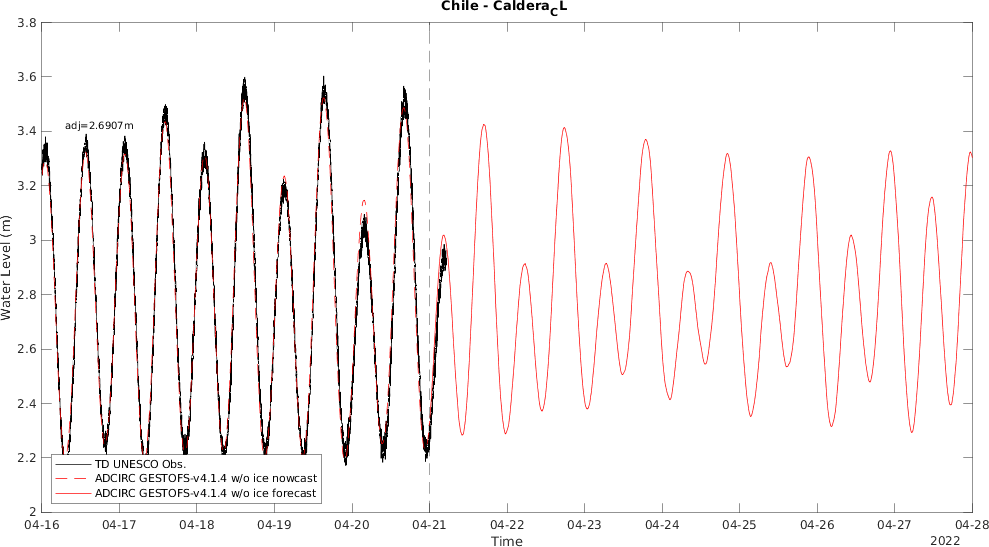 Chile - Caldera_CL
3.8
3.6
3.4
3.2
3
2.8
2.6
2.4
2.2
2
Water Level (m)
adj=2.6907m
TD UNESCO Obs.
ADCIRC GESTOFS-v4.1.4 w/o ice nowcast
ADCIRC GESTOFS-v4.1.4 w/o ice forecast
04-16 04-17 04-18 04-19 04-20 04-21 04-22 04-23 04-24 04-25 04-26 04-27 04-28
Time
2022